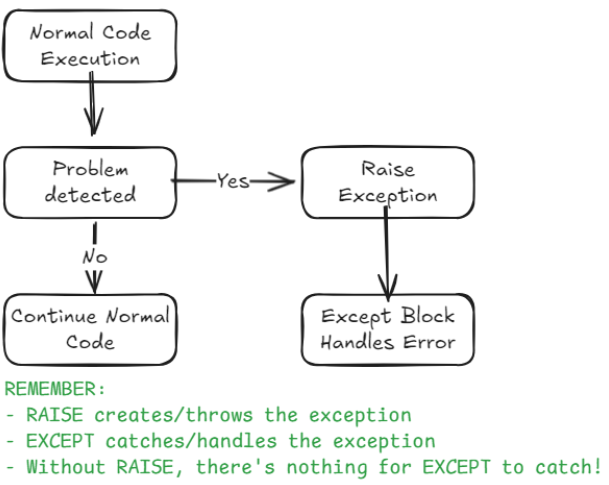 Normal Code
Execution
Problem
detected
Yes
Raise
Exception
No
Continue Normal
Code
Except Block
Handles Error
REMEMBER:
- RAISE creates/throws the exception
- EXCEPT catches/handles the exception
- Without RAISE, there's nothing for EXCEPT to catch!